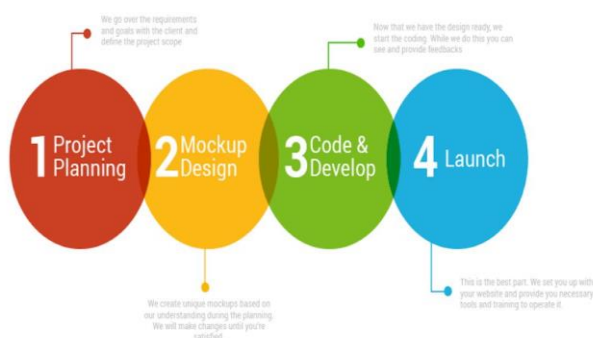 We go over the requirements
and goals with the client and
define the project scope
Now that we have the design ready, we
start the coding. While we do this you can
see and provide feedbacks
1 Project
Planning
2 Mockup
Design
3 Code &
Develop
4 Launch
We create unique mockups based on
our understanding during the planning.
We will make changes until you're
satisfied
This is the best part. We set you up with
your website and provide you necessary
tools and training to operate it